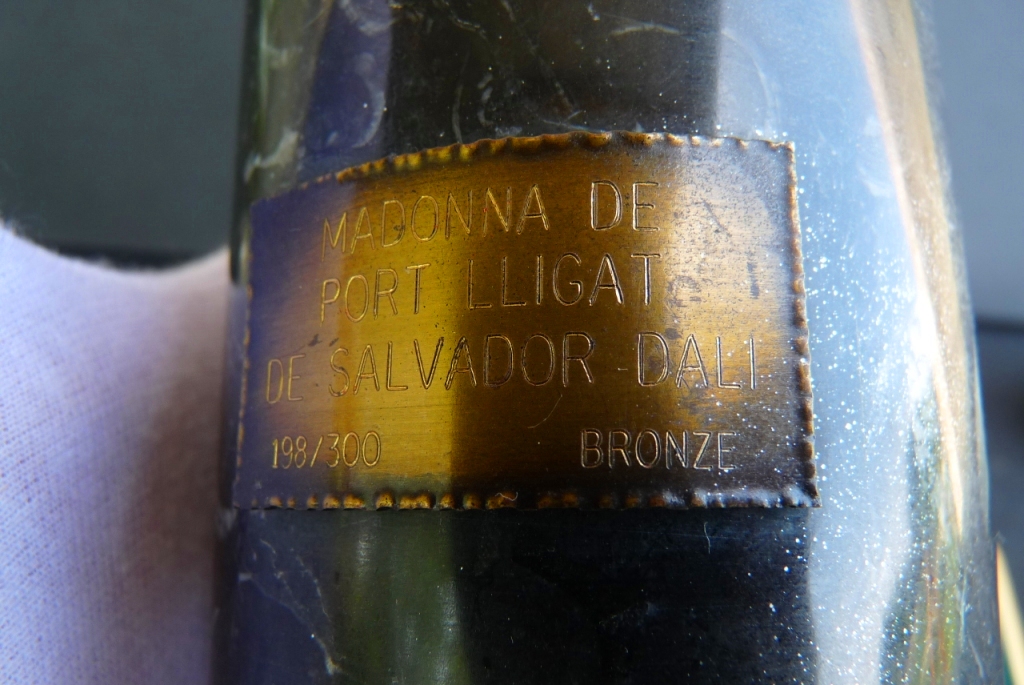 MADONNA DE
PORT LLIGAT
DE SALVADOR DALI
198/300 BRONZE